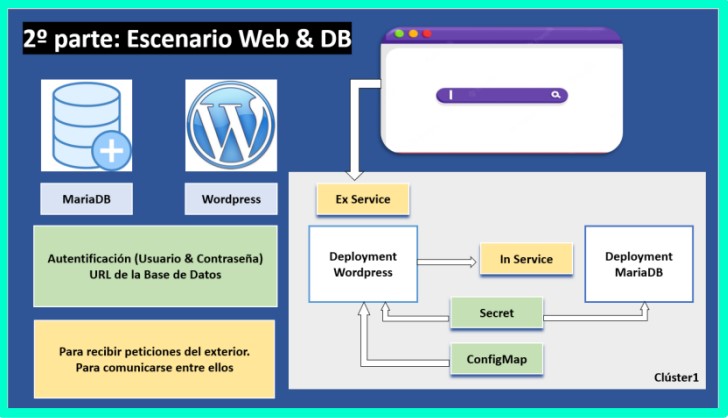 2º parte: Escenario Web & DB
MariaDB
Wordpress
Autentificación (Usuario & Contraseña)
URL de la Base de Datos
Para recibir peticiones del exterior.
Para comunicarse entre ellos
Ex Service
Deployment
Wordpress
In Service
Deployment
MariaDB
Secret
ConfigMap
Clúster1